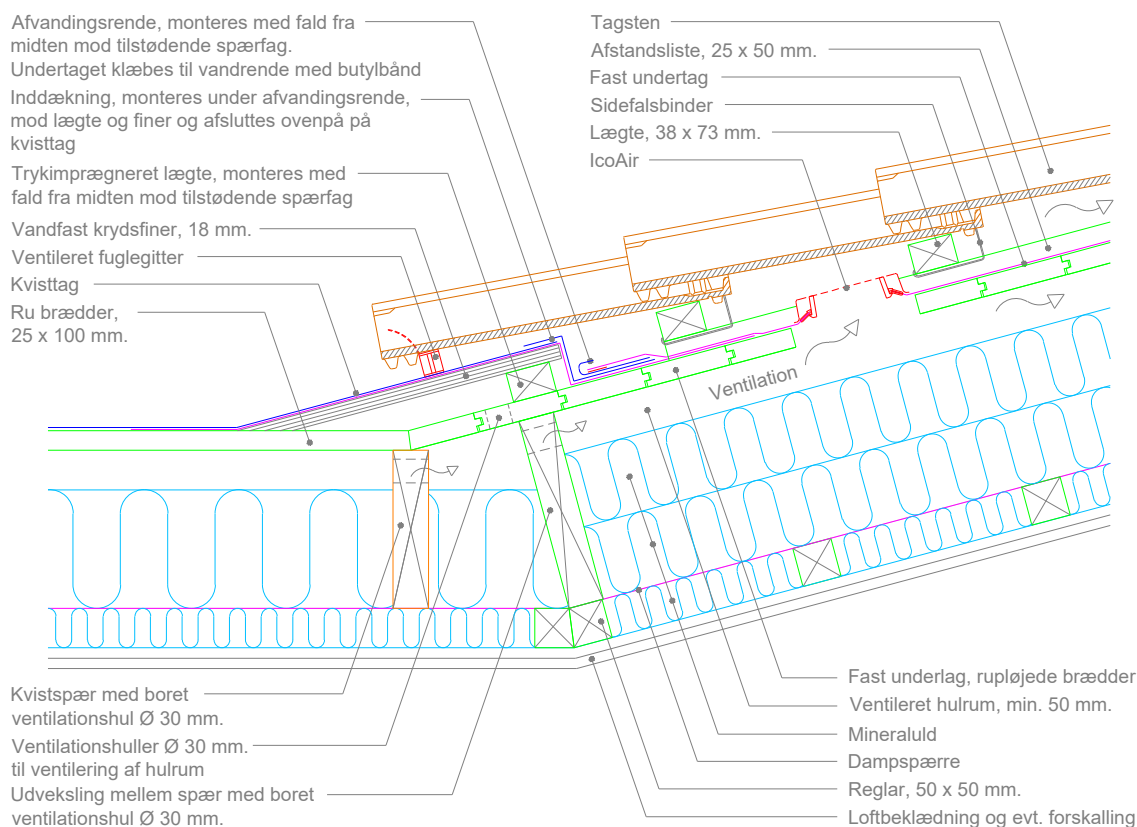 Afvandingsrende, monteres med fald fra
midten mod tilstødende spærfag.
Undertaget klæbes til vandrende med butylbånd
Inddækning, monteres under afvandingsrende,
mod lægte og finer og afsluttes ovenpå på
kvisttag
Trykimprægneret lægte, monteres med
fald fra midten mod tilstødende spærfag
Vandfast krydsfiner, 18 mm.
Ventileret fuglegitter
Kvisttag
Ru brædder,
25 x 100 mm.
Tagsten
Afstandsliste, 25 x 50 mm.
Fast undertag
Sidefalsbinder
Lægte, 38 x 73 mm.
IcoAir
Ventilation
Kvistspær med boret
ventilationshul Ø 30 mm.
Ventilationshuller Ø 30 mm.
til ventilering af hulrum
Udveksling mellem spær med boret
ventilationshul Ø 30 mm.
Fast underlag, rupløjede brædder
Ventileret hulrum, min. 50 mm.
Mineraluld
Dampspærre
Reglar, 50 x 50 mm.
Loftbeklædning og evt. forskalling